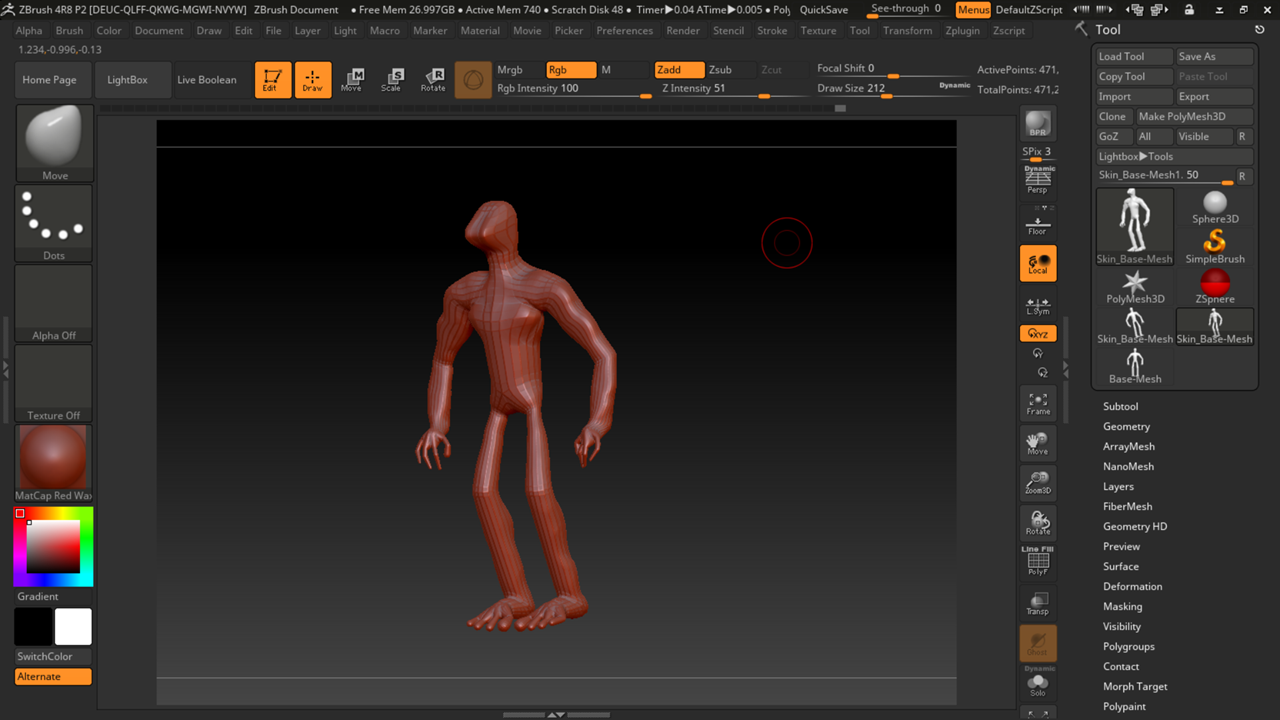 ZBrush 4R8 P2 [DEUC-QLFF-QKWG-MGWI-NVYW] ZBrush Document • Free Mem 26.997GB • Active Mem 740 • Scratch Disk 48 • Timer▶0.04 ATime▶0.005 • Pol QuickSave See-through 0 Menus DefaultZScript
Alpha Brush Color Document Draw Edit File Layer Light Macro Marker Material Movie Picker Preferences Render Stencil Stroke Texture Tool Transform Zplugin Zscript
1.234,-0.996,-0.13
Home Page LightBox Live Boolean Edit Draw Move Scale Rotate
Mrgb Rgb M Zadd Zsub Zcut Focal Shift 0 ActivePoints: 471,
Rgb Intensity 100 Z Intensity 51 Draw Size 212 Dynamic TotalPoints: 471,2
Move
Dots
Alpha Off
Texture Off
MatCap Red Wax
Gradient
SwitchColor
Alternate
BPR
SPix 3
Dynamic
Persp
Floor
Local
L.Sym
XYZ
Y
Z
Frame
Move
Zoom3D
Rotate
Line Fill
PolyF
Transp
Ghost
Dynamic
Solo
Tool
Load Tool Save As
Copy Tool Paste Tool
Import Export
Clone Make PolyMesh3D
GoZ All Visible R
Lightbox▶Tools
Skin_Base-Mesh1. 50 R
Skin_Base-Mesh Sphere3D
SimpleBrush
PolyMesh3D ZSphere
Skin_Base-Mesh Skin_Base-Mesh
Base-Mesh
Subtool
Geometry
ArrayMesh
NanoMesh
Layers
FiberMesh
Geometry HD
Preview
Surface
Deformation
Masking
Visibility
Polygroups
Contact
Morph Target
Polypaint